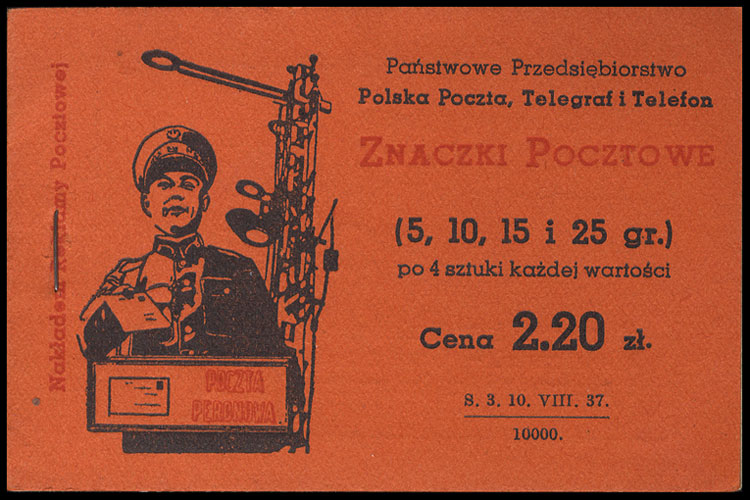 Nakładem Reklamy Pocztowej
POCZTA
PERONOWA
Państwowe Przedsiębiorstwo
Polska Poczta, Telegraf i Telefon
ZNACZKI POCZTOWE
(5, 10, 15 i 25 gr.)
po 4 sztuki każdej wartości
Cena 2.20 zł.
S. 3. 10. VIII. 37.
10000.